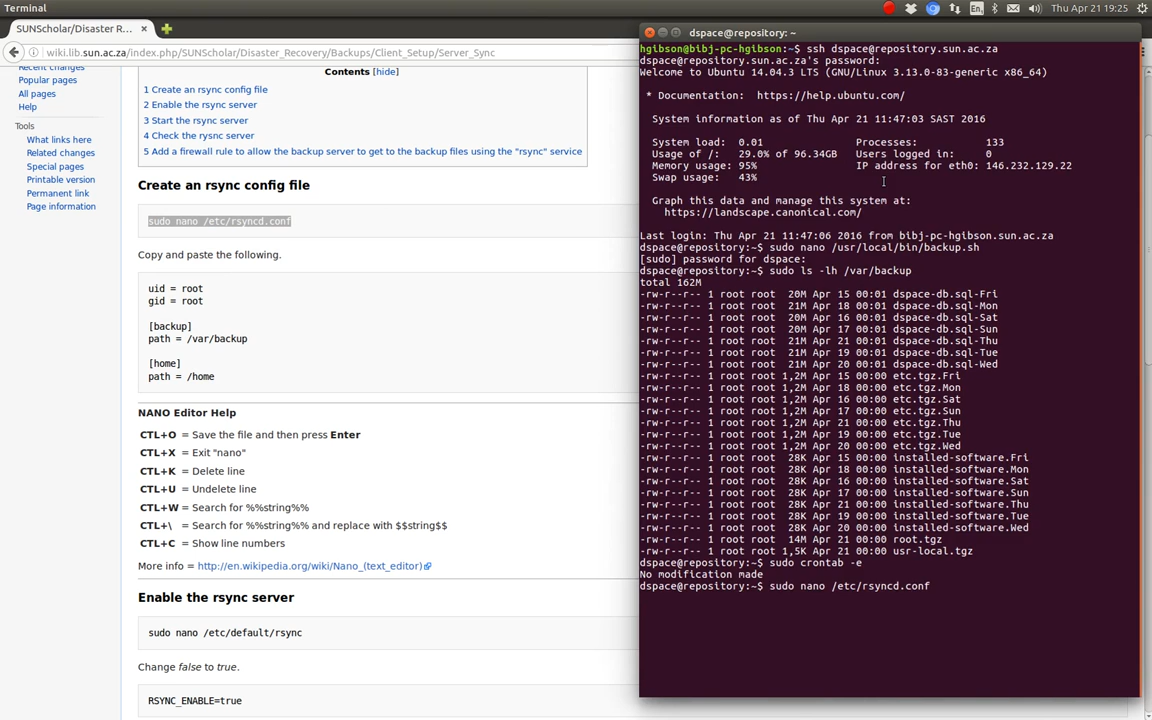 Terminal
En
Thu Apr 21 19:25
SUNScholar/Disaster R...
wiki.lib.sun.ac.za/index.php/SUNScholar/Disaster_Recovery/Backups/Client_Setup/Server_Sync
Recent changes
Popular pages
All pages
Help
Tools
What links here
Related changes
Special pages
Printable version
Permanent link
Page information
Contents [hide]
1 Create an rsync config file
2 Enable the rsync server
3 Start the rsync server
4 Check the rysnc server
5 Add a firewall rule to allow the backup server to get to the backup files using the "rsync" service
Create an rsync config file
sudo nano /etc/rsyncd.conf
Copy and paste the following.
uid = root
gid = root
[backup]
path = /var/backup
[home]
path = /home
NANO Editor Help
CTL+O = Save the file and then press Enter
CTL+X = Exit "nano"
CTL+K = Delete line
CTL+U = Undelete line
CTL+W = Search for %%string%%
CTL+\ = Search for %%string%% and replace with $$string$$
CTL+C = Show line numbers
More info = http://en.wikipedia.org/wiki/Nano_(text_editor)
Enable the rsync server
sudo nano /etc/default/rsync
Change false to true.
RSYNC_ENABLE=true
dspace@repository: ~
hgibson@bibj-pc-hgibson:~$ ssh dspace@repository.sun.ac.za
dspace@repository.sun.ac.za's password:
Welcome to Ubuntu 14.04.3 LTS (GNU/Linux 3.13.0-83-generic x86_64)
* Documentation:  https://help.ubuntu.com/
System information as of Thu Apr 21 11:47:03 SAST 2016
System load:  0.01 Processes: 133
Usage of /:   29.0% of 96.34GB Users logged in: 0
Memory usage: 95% IP address for eth0: 146.232.129.22
Swap usage:   43%
Graph this data and manage this system at:
https://landscape.canonical.com/
Last login: Thu Apr 21 11:47:06 2016 from bibj-pc-hgibson.sun.ac.za
dspace@repository:~$ sudo nano /usr/local/bin/backup.sh
[sudo] password for dspace:
dspace@repository:~$ sudo ls -lh /var/backup
total 162M
-rw-r--r-- 1 root root  20M Apr 15 00:01 dspace-db.sql-Fri
-rw-r--r-- 1 root root  21M Apr 18 00:01 dspace-db.sql-Mon
-rw-r--r-- 1 root root  20M Apr 16 00:01 dspace-db.sql-Sat
-rw-r--r-- 1 root root  20M Apr 17 00:01 dspace-db.sql-Sun
-rw-r--r-- 1 root root  21M Apr 21 00:01 dspace-db.sql-Thu
-rw-r--r-- 1 root root  21M Apr 19 00:01 dspace-db.sql-Tue
-rw-r--r-- 1 root root  21M Apr 20 00:01 dspace-db.sql-Wed
-rw-r--r-- 1 root root 1,2M Apr 15 00:00 etc.tgz.Fri
-rw-r--r-- 1 root root 1,2M Apr 18 00:00 etc.tgz.Mon
-rw-r--r-- 1 root root 1,2M Apr 16 00:00 etc.tgz.Sat
-rw-r--r-- 1 root root 1,2M Apr 17 00:00 etc.tgz.Sun
-rw-r--r-- 1 root root 1,2M Apr 21 00:00 etc.tgz.Thu
-rw-r--r-- 1 root root 1,2M Apr 19 00:00 etc.tgz.Tue
-rw-r--r-- 1 root root 1,2M Apr 20 00:00 etc.tgz.Wed
-rw-r--r-- 1 root root  28K Apr 15 00:00 installed-software.Fri
-rw-r--r-- 1 root root  28K Apr 18 00:00 installed-software.Mon
-rw-r--r-- 1 root root  28K Apr 16 00:00 installed-software.Sat
-rw-r--r-- 1 root root  28K Apr 17 00:00 installed-software.Sun
-rw-r--r-- 1 root root  28K Apr 21 00:00 installed-software.Thu
-rw-r--r-- 1 root root  28K Apr 19 00:00 installed-software.Tue
-rw-r--r-- 1 root root  28K Apr 20 00:00 installed-software.Wed
-rw-r--r-- 1 root root  14M Apr 21 00:00 root.tgz
-rw-r--r-- 1 root root 1,5K Apr 21 00:00 usr-local.tgz
dspace@repository:~$ sudo crontab -e
No modification made
dspace@repository:~$ sudo nano /etc/rsyncd.conf